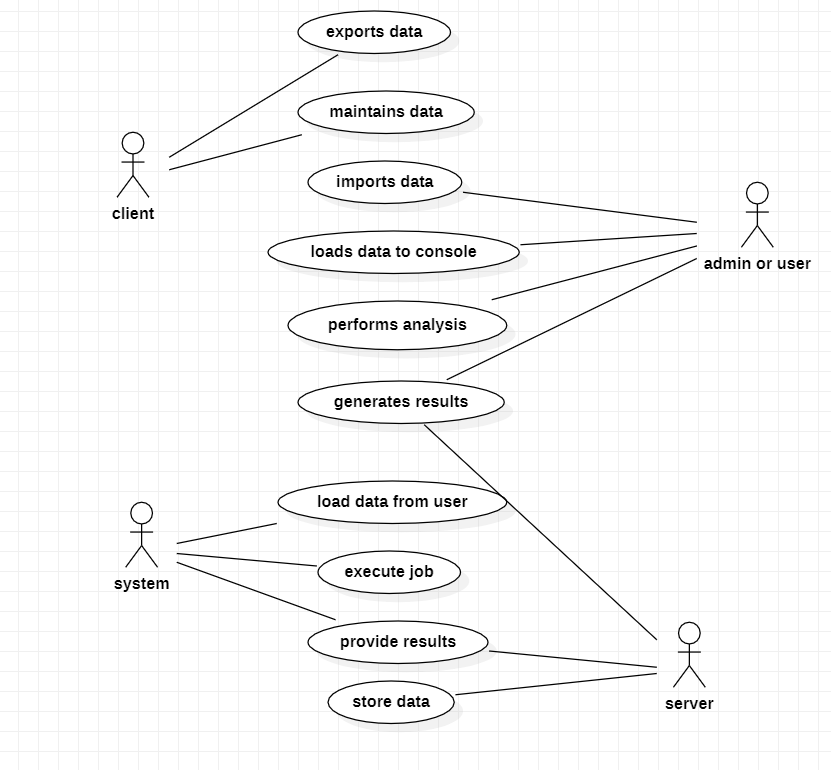 exports data
maintains data
client
imports data
loads data to console
admin or user
performs analysis
generates results
load data from user
system
execute job
provide results
store data
server